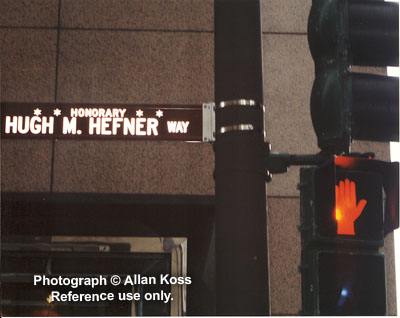 * * HONORARY * *
HUGH M. HEFNER WAY
Photograph © Allan Koss
Reference use only.